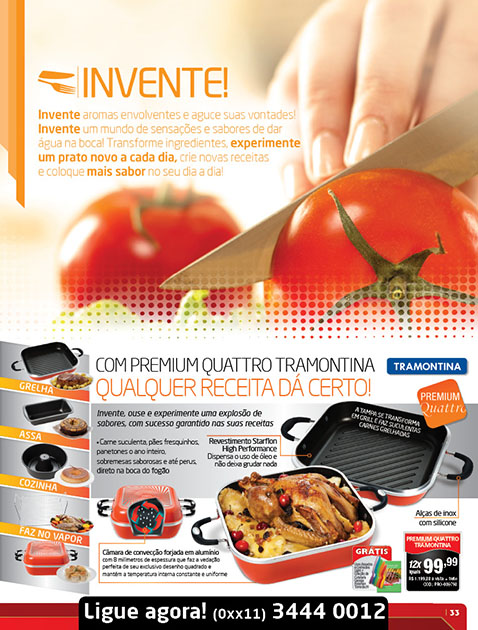 INVENTE!
Invente aromas envolventes e aguce suas vontades!
Invente um mundo de sensações e sabores de dar
água na boca! Transforme ingredientes, experimente
um prato novo a cada dia, crie novas receitas
e coloque mais sabor no seu dia a dia!
COM PREMIUM QUATTRO TRAMONTINA
QUALQUER RECEITA DÁ CERTO!
TRAMONTINA
PREMIUM
Quattro
GRELHA
ASSA
COZINHA
FAZ NO VAPOR
Invente, ouse e experimente uma explosão de
sabores, com sucesso garantido nas suas receitas
• Carne suculenta, pães fresquinhos,
panetones o ano inteiro,
sobremesas saborosas e até perus,
direto na boca do fogão
Revestimento Starflon
High Performance
Dispensa o uso de óleo e
não deixa grudar nada
A TAMPA SE TRANSFORMA
EM GRILL E FAZ SUCULENTAS
CARNES GRELHADAS
Alças de inox
com silicone
Câmara de convecção forjada em alumínio
com 8 milímetros de espessura que faz a vedação
perfeita de seu exclusivo desenho quadrado e
mantém a temperatura interna constante e uniforme
GRÁTIS
PREMIUM QUATTRO
TRAMONTINA
12x
iguais
99,99
33
Ligue agora! (0xx11) 3444 0012